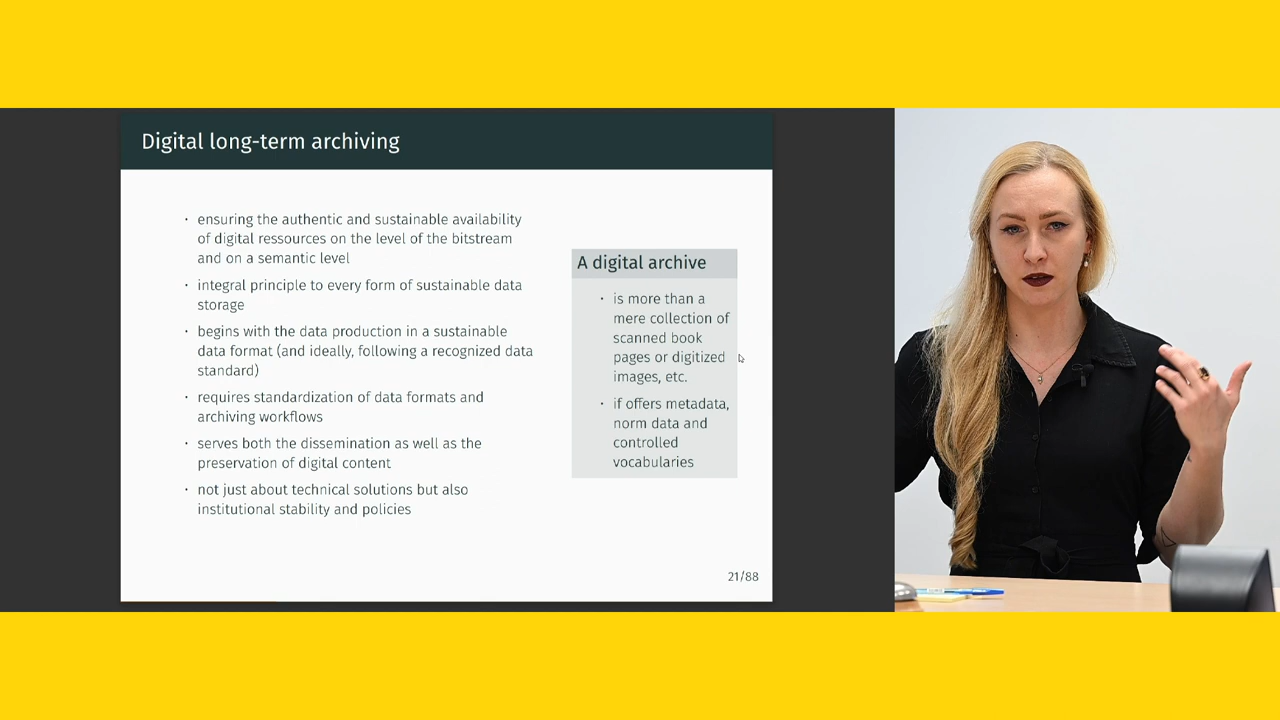 Digital long-term archiving
· ensuring the authentic and sustainable availability
of digital ressources on the level of the bitstream
and on a semantic level
· integral principle to every form of sustainable data
storage
· begins with the data production in a sustainable
data format (and ideally, following a recognized data
standard)
· requires standardization of data formats and
archiving workflows
· serves both the dissemination as well as the
preservation of digital content
· not just about technical solutions but also
institutional stability and policies
A digital archive
· is more than a
mere collection of
scanned book
pages or digitized
images, etc.
· if offers metadata,
norm data and
controlled
vocabularies
21/88